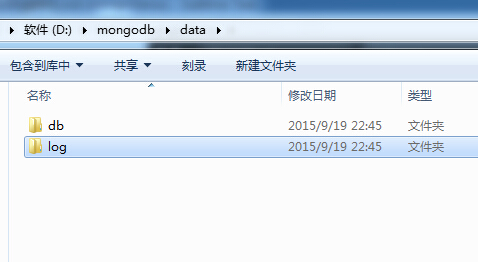 软件 (D:) mongodb data
包含到库中 共享 刻录 新建文件夹
名称 修改日期 类型
db 2015/9/19 22:45 文件夹
log 2015/9/19 22:45 文件夹